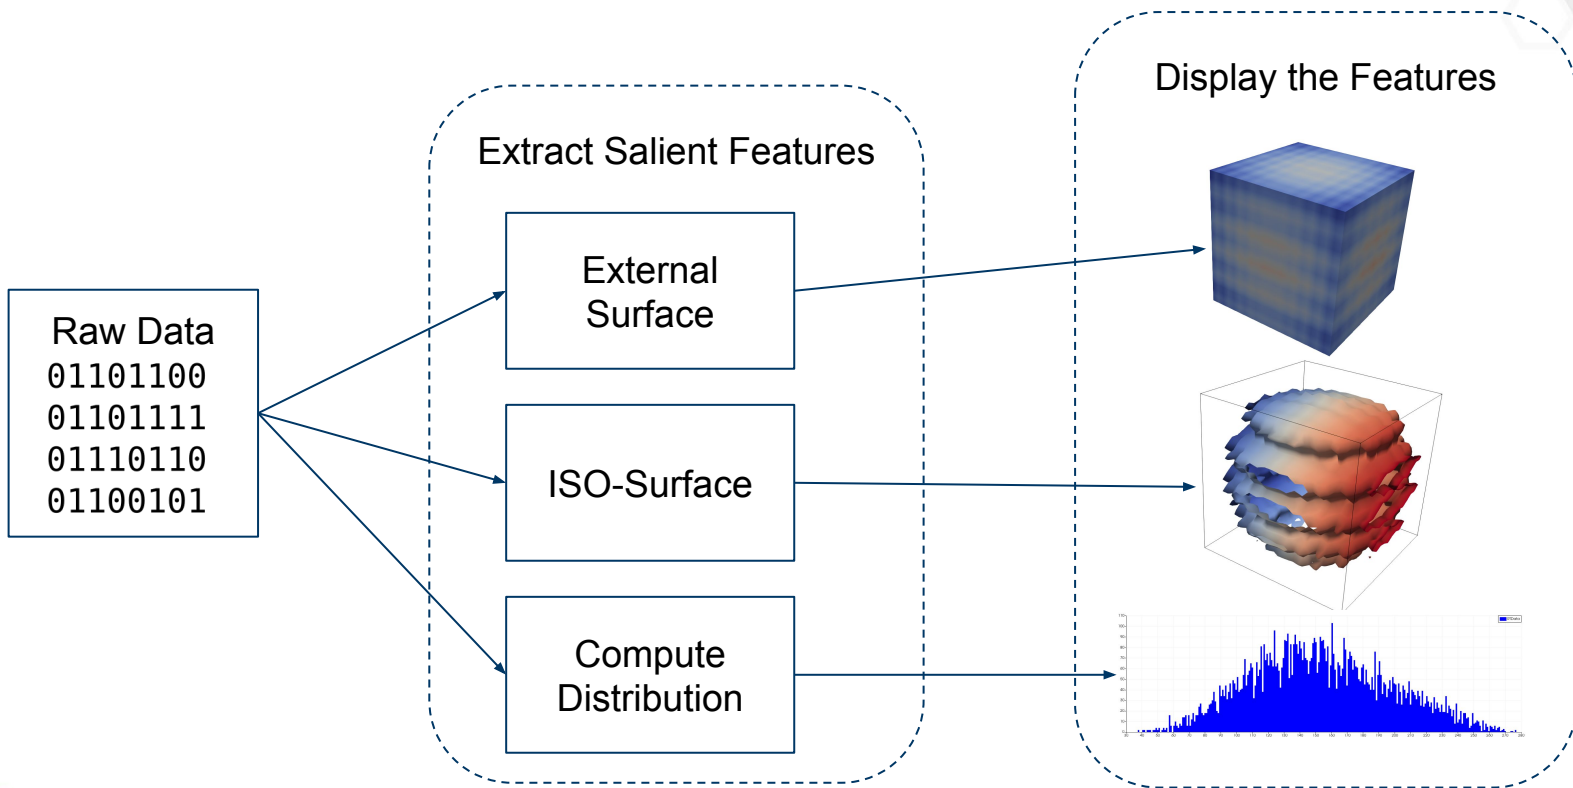 Display the Features
Extract Salient Features
Raw Data
01101100
01101111
01110110
01100101
External
Surface
ISO-Surface
Compute
Distribution